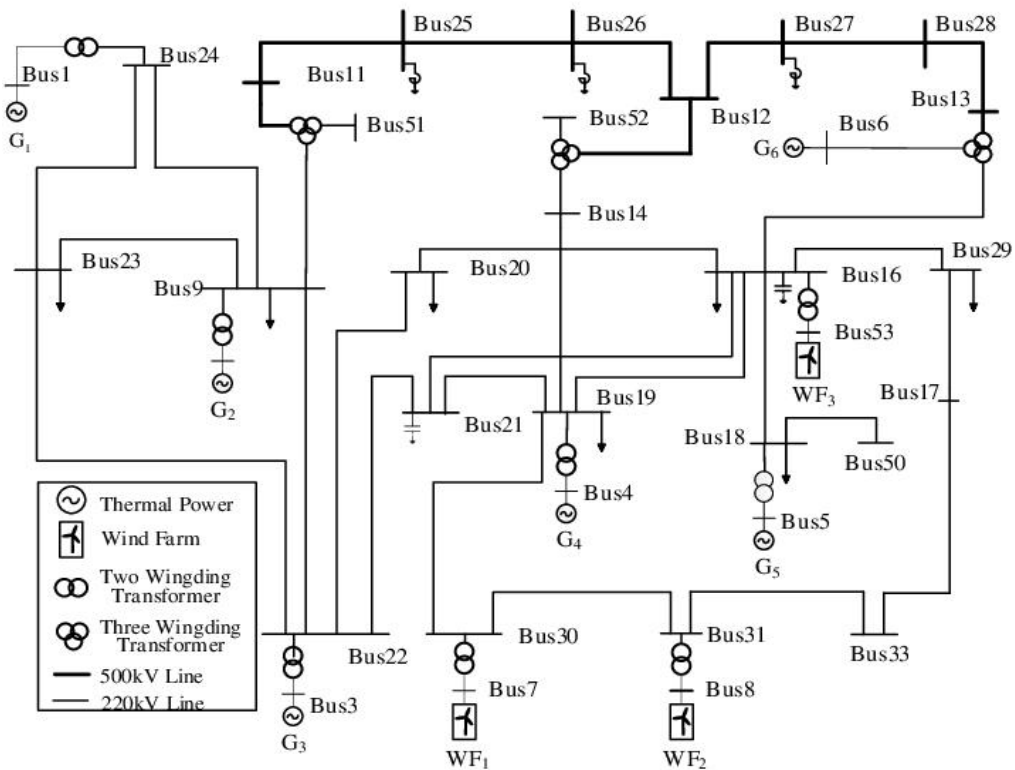 Bus25
Bus26
Bus27
Bus28
Bus1
Bus24
Bus11
Bus12
Bus13
G1
Bus51
Bus52
Bus6
G6
Bus14
Bus23
Bus9
Bus20
Bus16
Bus29
Bus53
G2
WF3
Bus21
Bus19
Bus17
Bus18
Bus50
Bus4
G4
Bus5
G5
Thermal Power
Wind Farm
Two Wingding
Transformer
Three Wingding
Transformer
500kV Line
220kV Line
Bus22
Bus30
Bus31
Bus33
Bus3
G3
Bus7
Bus8
WF1
WF2